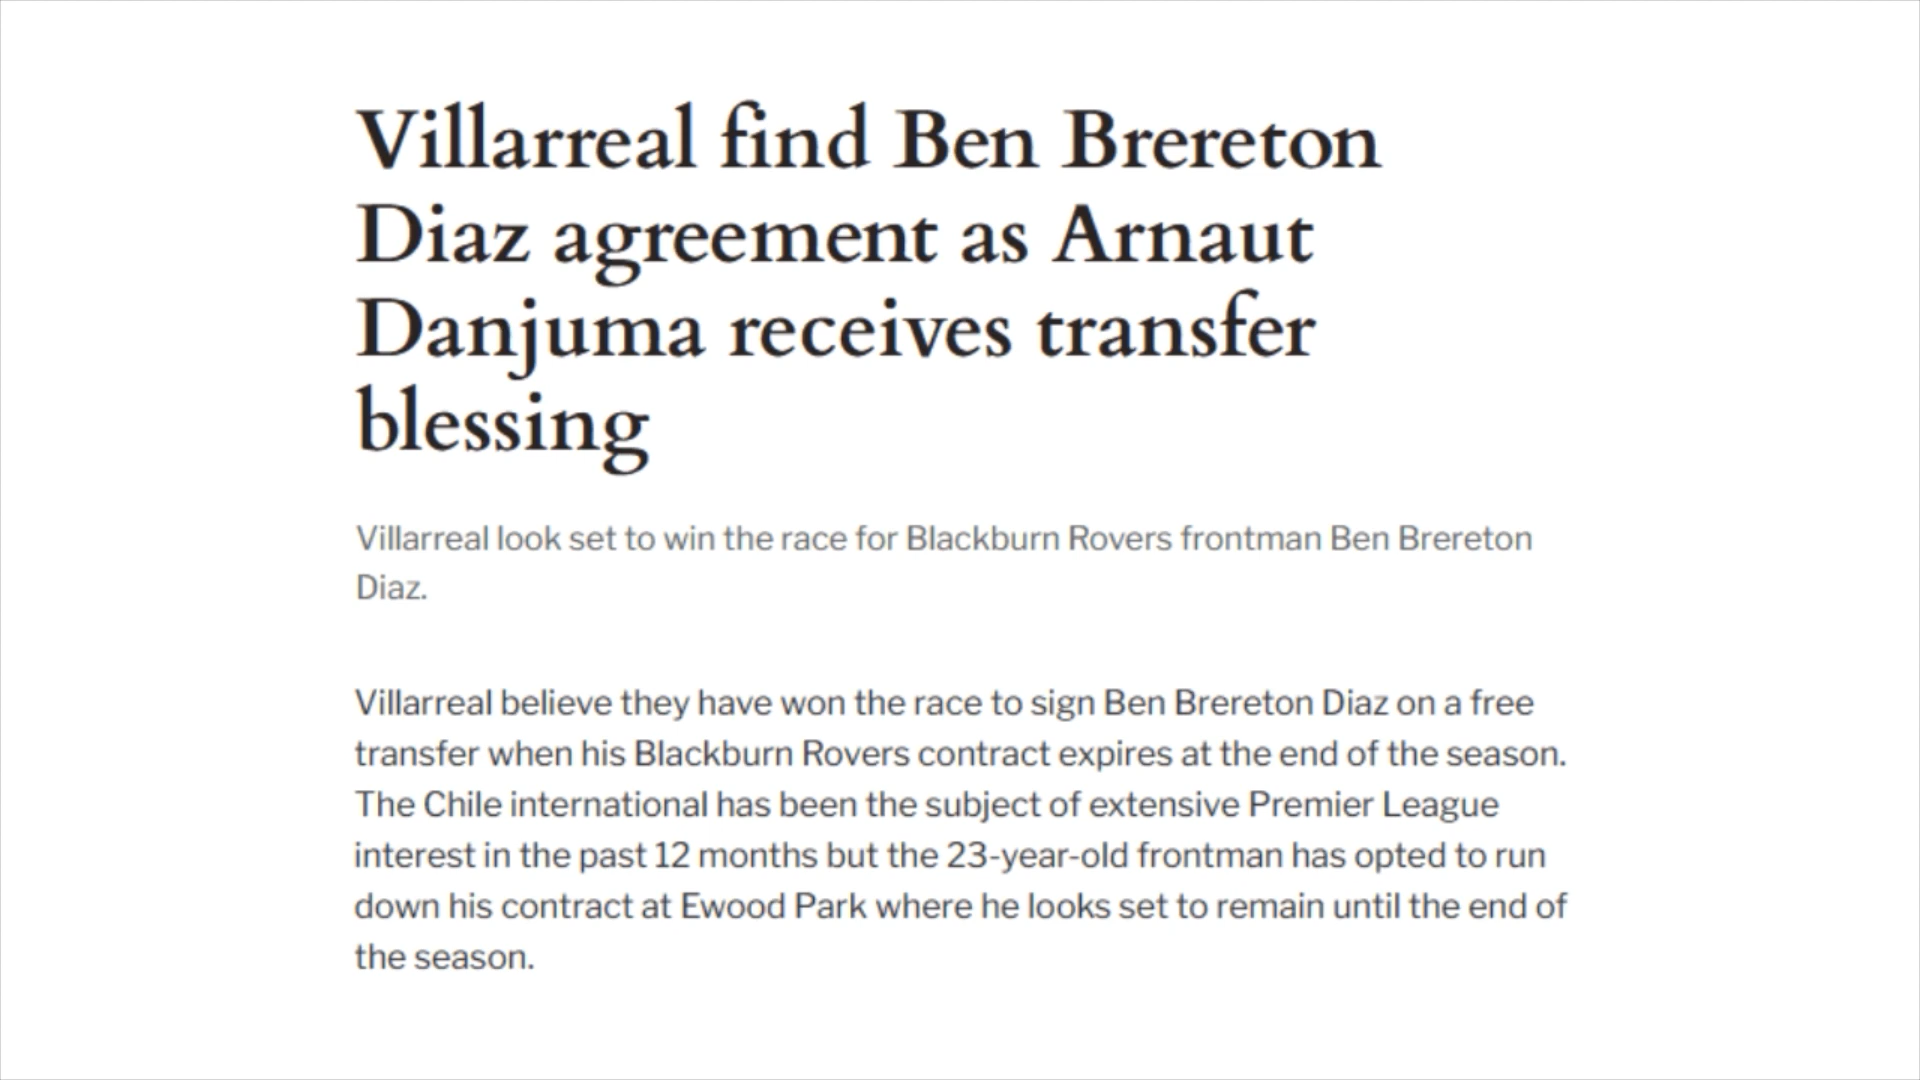 Villarreal find Ben Brereton
Diaz agreement as Arnaut
Danjuma receives transfer
blessing
Villarreal look set to win the race for Blackburn Rovers frontman Ben Brereton
Diaz.
Villarreal believe they have won the race to sign Ben Brereton Diaz on a free
transfer when his Blackburn Rovers contract expires at the end of the season.
The Chile international has been the subject of extensive Premier League
interest in the past 12 months but the 23-year-old frontman has opted to run
down his contract at Ewood Park where he looks set to remain until the end of
the season.